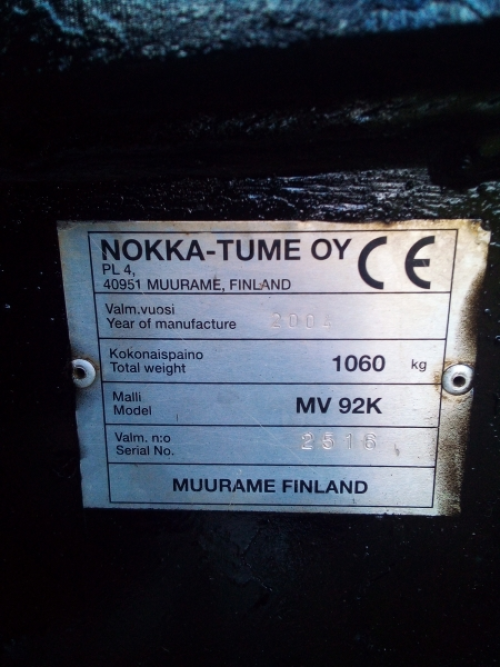 NOKKA-TUME OY CE
PL 4,
40951 MUURAME, FINLAND
Valm.vuosi
Year of manufacture 2004
Kokonaispaino
Total weight 1060 kg
Malli
Model MV 92K
Valm. n:o
Serial No. 2516
MUURAME FINLAND